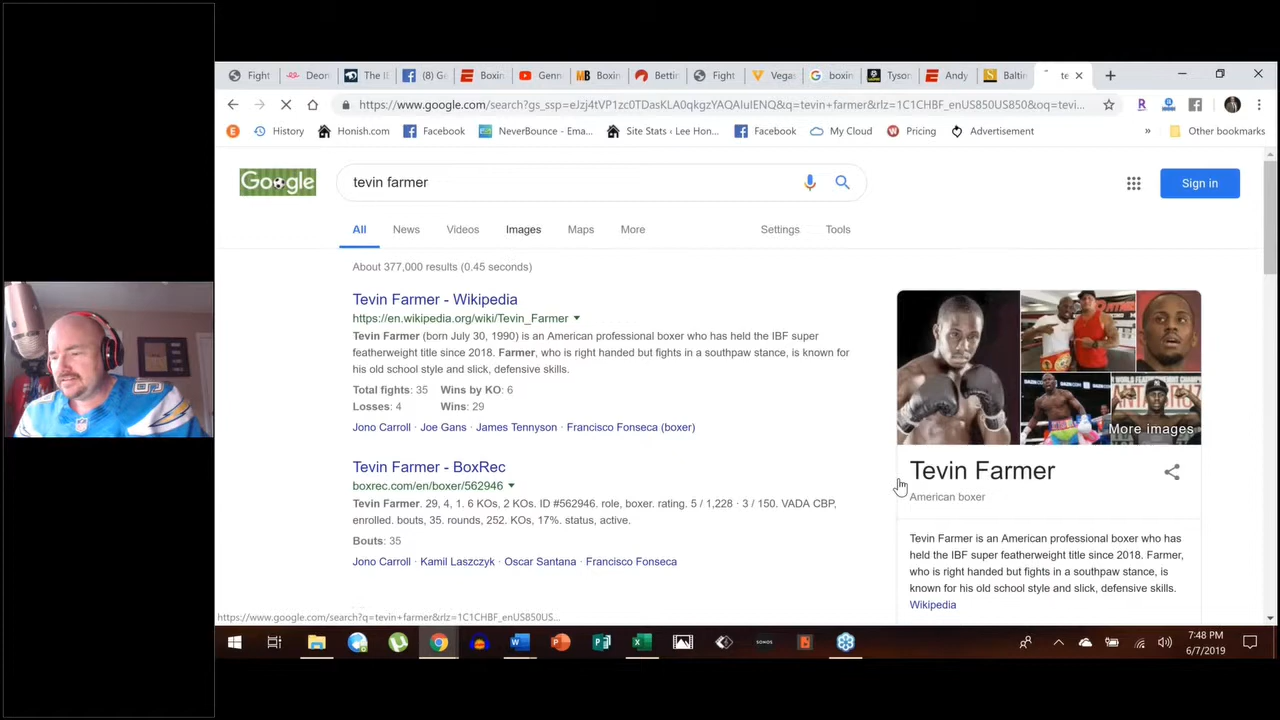 Fight
Deon
The I
(8) G
Boxin
Genn
Boxin
Bettin
Fight
Vegas
boxin
Tyson
Andy
Baltin
te
https://www.google.com/search?gs_ssp=eJzj4tVP1zc0TDasKLA0qkgzYAQAIulENQ&q=tevin+farmer&rlz=1C1CHBF_enUS850US850&oq=tevi...
History
Honish.com
Facebook
NeverBounce - Ema...
Site Stats ‹ Lee Hon...
Facebook
My Cloud
Pricing
Advertisement
»
Other bookmarks
Google
tevin farmer
Sign in
All
News
Videos
Images
Maps
More
Settings
Tools
About 377,000 results (0.45 seconds)
Tevin Farmer - Wikipedia
https://en.wikipedia.org/wiki/Tevin_Farmer
Tevin Farmer (born July 30, 1990) is an American professional boxer who has held the IBF super
featherweight title since 2018. Farmer, who is right handed but fights in a southpaw stance, is known for
his old school style and slick, defensive skills.
Total fights: 35 Wins by KO: 6
Losses: 4 Wins: 29
Jono Carroll · Joe Gans · James Tennyson · Francisco Fonseca (boxer)
Tevin Farmer - BoxRec
boxrec.com/en/boxer/562946
Tevin Farmer. 29, 4, 1. 6 KOs, 2 KOs. ID #562946. role, boxer. rating. 5 / 1,228 · 3 / 150. VADA CBP,
enrolled. bouts, 35. rounds, 252. KOs, 17%. status, active.
Bouts: 35
Jono Carroll · Kamil Laszczyk · Oscar Santana · Francisco Fonseca
More images
Tevin Farmer
American boxer
Tevin Farmer is an American professional boxer who has
held the IBF super featherweight title since 2018. Farmer,
who is right handed but fights in a southpaw stance, is
known for his old school style and slick, defensive skills.
Wikipedia
https://www.google.com/search?q=tevin+farmer&rlz=1C1CHBF_enUS850US...
7:48 PM
6/7/2019